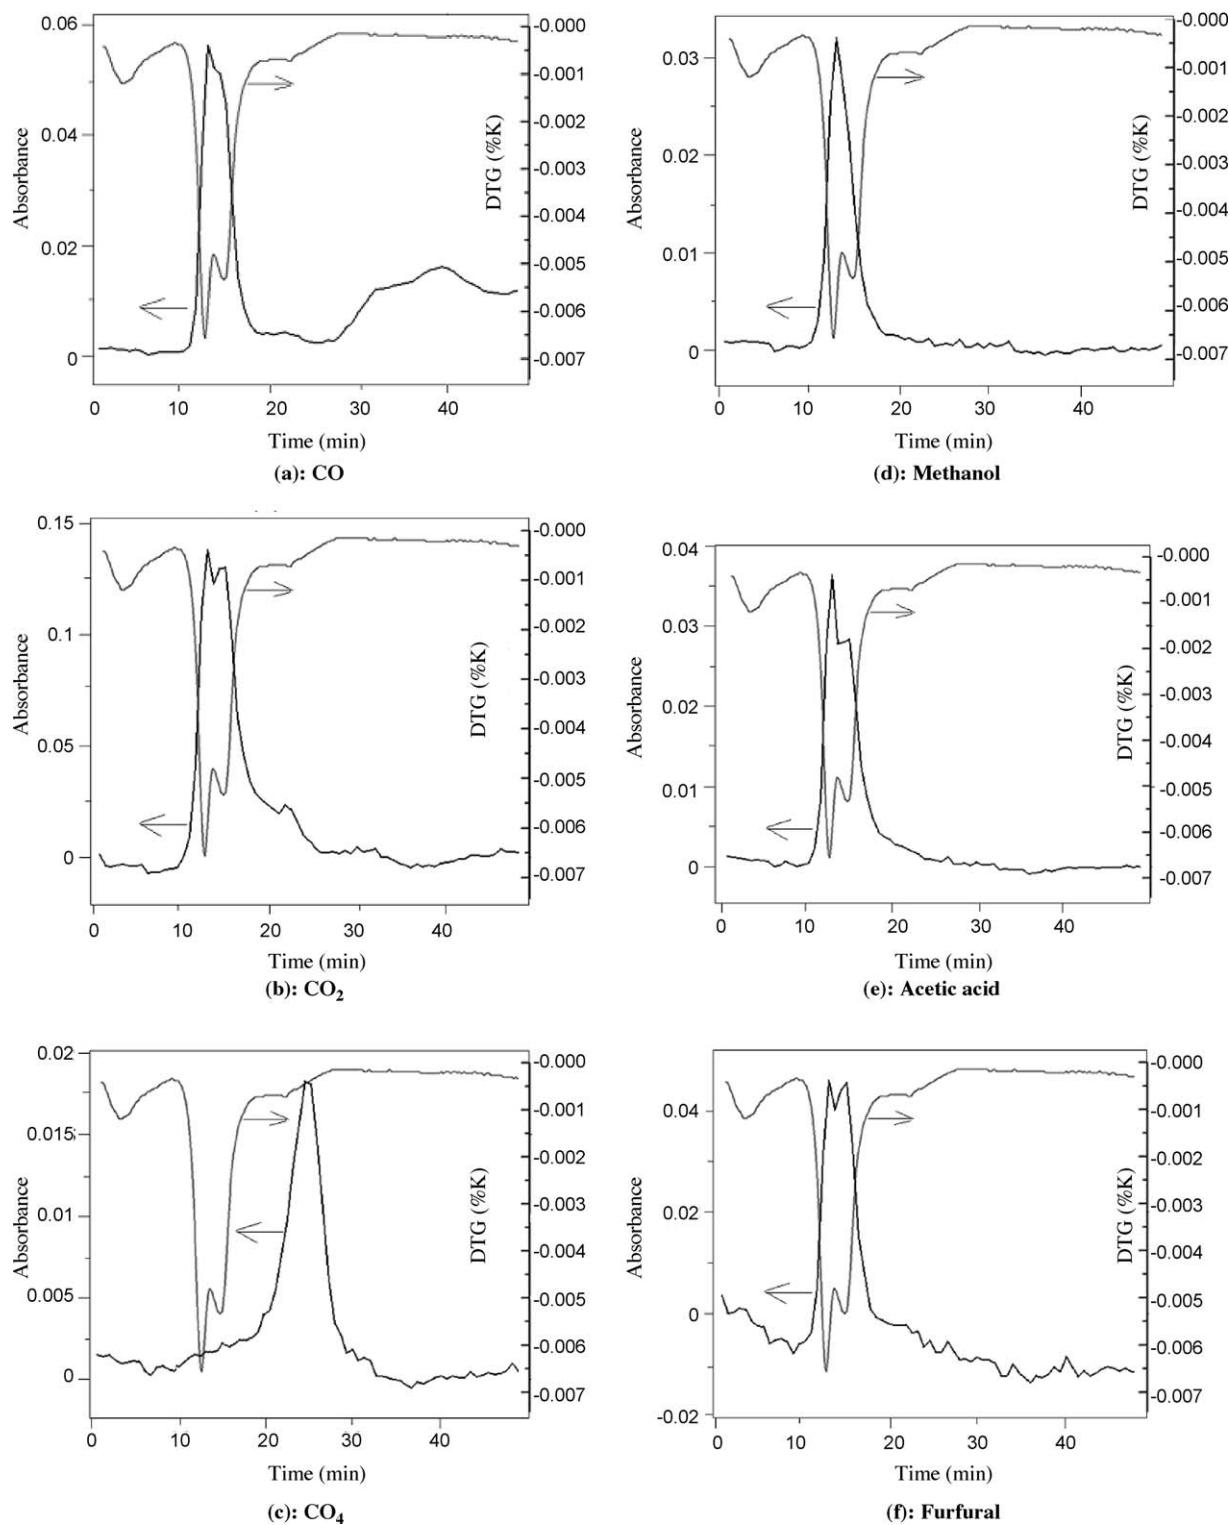 0.06
0.04
0.02
0
Absorbance
-0.000
-0.001
-0.002
-0.003
-0.004
-0.005
-0.006
-0.007
DTG (%K)
0 10 20 30 40
Time (min)
(a): CO
0.03
0.02
0.01
0
Absorbance
-0.000
-0.001
-0.002
-0.003
-0.004
-0.005
-0.006
-0.007
DTG (%K)
0 10 20 30 40
Time (min)
(d): Methanol
0.15
0.1
0.05
0
Absorbance
-0.000
-0.001
-0.002
-0.003
-0.004
-0.005
-0.006
-0.007
DTG (%K)
0 10 20 30 40
Time (min)
(b): CO₂
0.04
0.03
0.02
0.01
0
Absorbance
-0.000
-0.001
-0.002
-0.003
-0.004
-0.005
-0.006
-0.007
DTG (%K)
0 10 20 30 40
Time (min)
(e): Acetic acid
0.02
0.015
0.01
0.005
0
Absorbance
-0.000
-0.001
-0.002
-0.003
-0.004
-0.005
-0.006
-0.007
DTG (%K)
0 10 20 30 40
Time (min)
(c): CO₄
0.04
0.02
0
-0.02
Absorbance
-0.000
-0.001
-0.002
-0.003
-0.004
-0.005
-0.006
-0.007
DTG (%K)
0 10 20 30 40
Time (min)
(f): Furfural